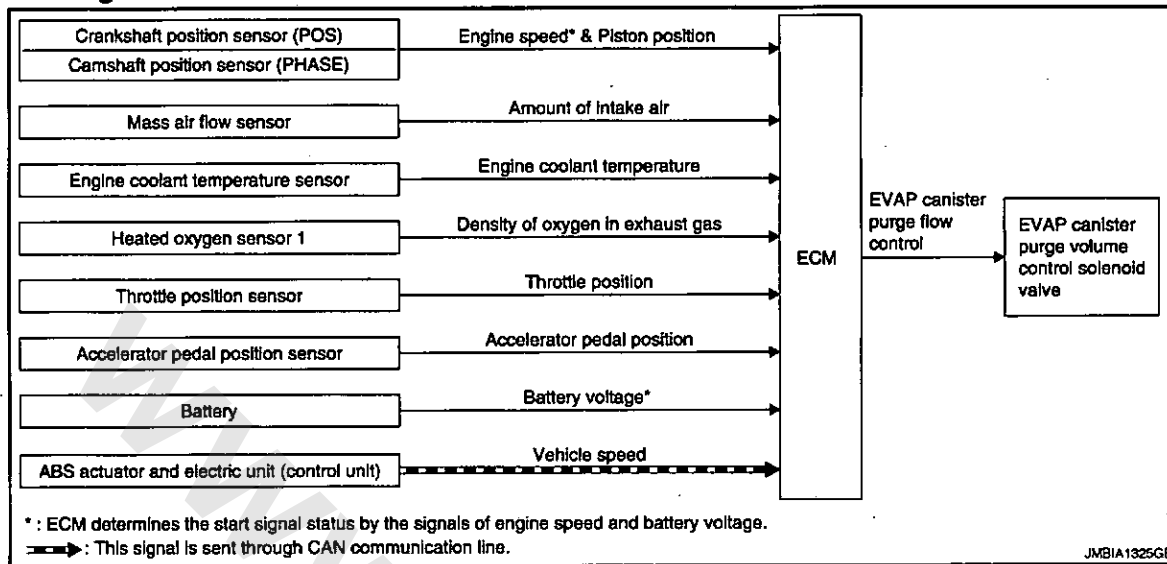 Crankshaft position sensor (POS)
Camshaft position sensor (PHASE)
Engine speed* & Piston position
Mass air flow sensor
Amount of intake air
Engine coolant temperature sensor
Engine coolant temperature
Heated oxygen sensor 1
Density of oxygen in exhaust gas
Throttle position sensor
Throttle position
Accelerator pedal position sensor
Accelerator pedal position
Battery
Battery voltage*
ABS actuator and electric unit (control unit)
Vehicle speed
ECM
EVAP canister
purge flow
control
EVAP canister
purge volume
control solenoid
valve
* : ECM determines the start signal status by the signals of engine speed and battery voltage.
: This signal is sent through CAN communication line.
JMBIA1325GB